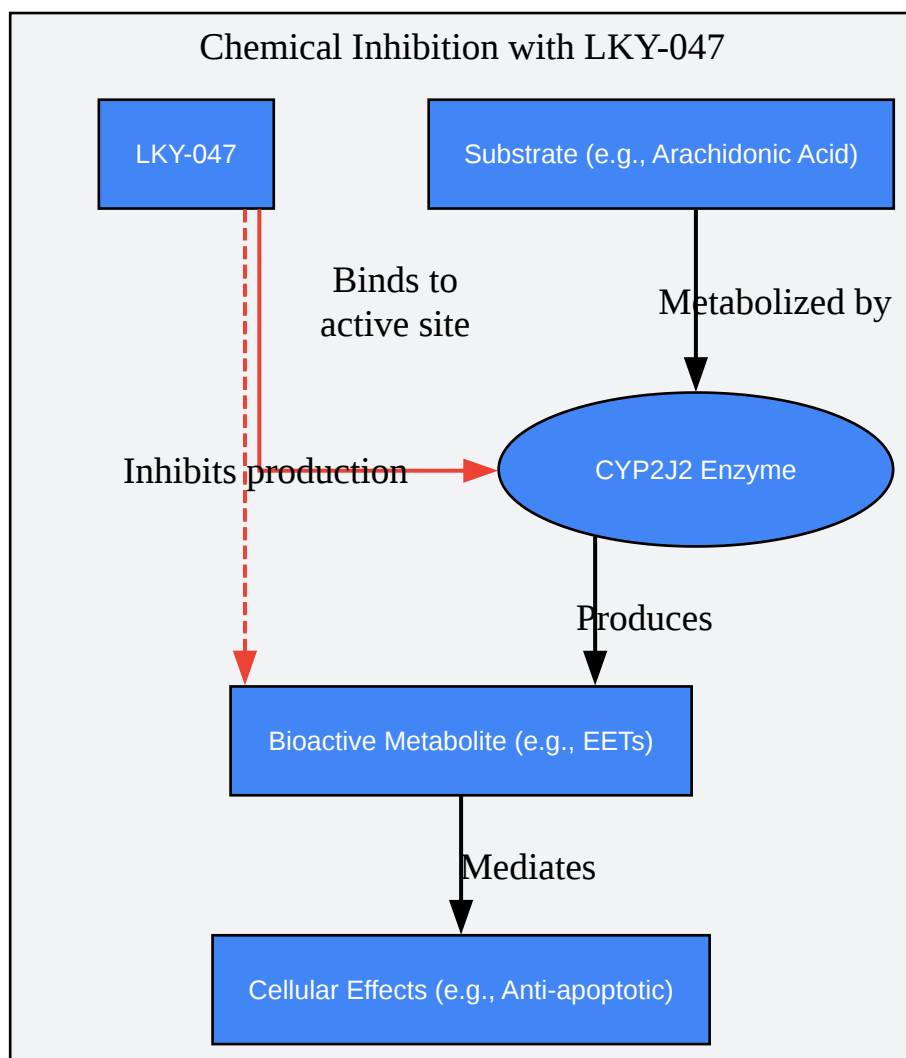 Chemical Inhibition with LKY-047
LKY-047
Substrate (e.g., Arachidonic Acid)
Binds to
active site
Metabolized by
Inhibits production
CYP2J2 Enzyme
Produces
Bioactive Metabolite (e.g., EETs)
Mediates
Cellular Effects (e.g., Anti-apoptotic)